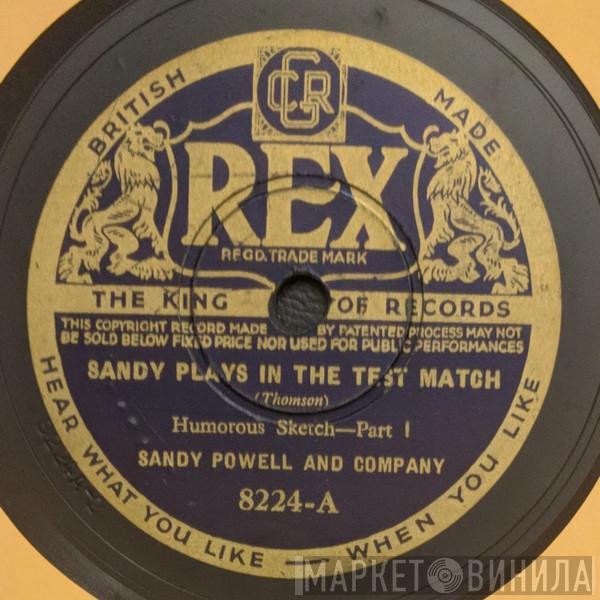 BRITISH
MADE
CCRG
REX
REGD. TRADE MARK
THE KING OF RECORDS
THIS COPYRIGHT RECORD MADE BY PATENTED PROCESS MAY NOT
BE SOLD BELOW FIXED PRICE NOR USED FOR PUBLIC PERFORMANCES
SANDY PLAYS IN THE TEST MATCH
(Thomson)
Humorous Sketch—Part 1
SANDY POWELL AND COMPANY
8224-A
HEAR WHAT YOU LIKE — WHEN YOU LIKE
МАРКЕТ ВИНИЛА